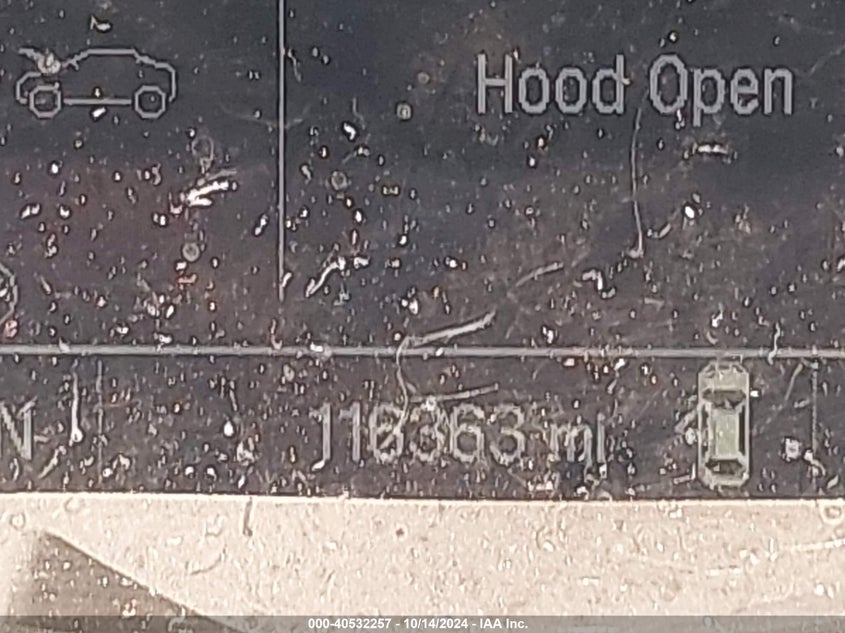 Hood Open
N
116363 mi
000-40532257 - 10/14/2024 - IAA Inc.